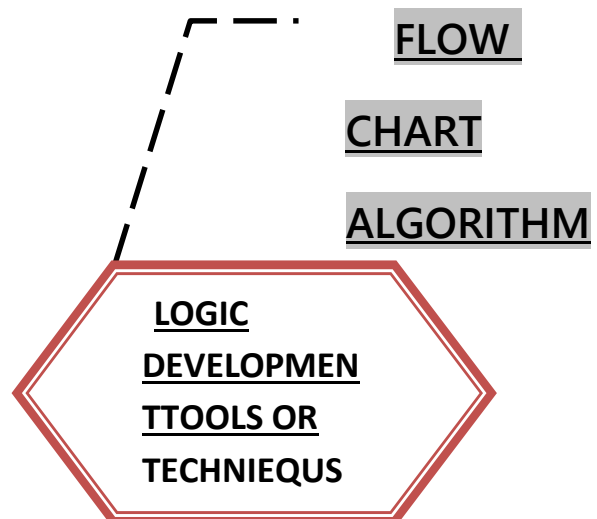 FLOW
CHART
ALGORITHM
LOGIC
DEVELOPMEN
TTOOLS OR
TECHNIEQUS